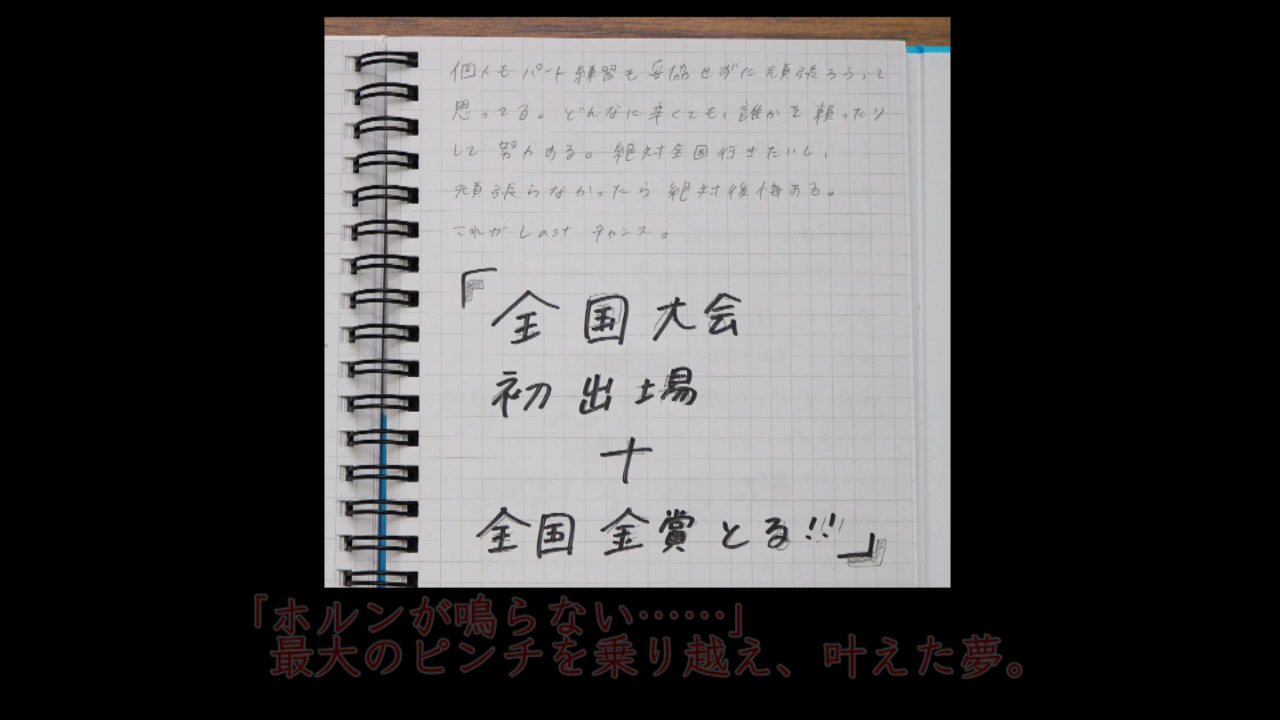 個人もパート練習も妥協せずに頑張ろうって
思ってる。どんなに辛くても、誰かを頼ったり
して努力する。絶対全国行きたいし、
頑張らなかったら絶対後悔する。
これがLastチャンス。
『全国大会
初出場
+
全国金賞とる!!』
「ホルンが鳴らない……」
最大のピンチを乗り越え、叶えた夢。